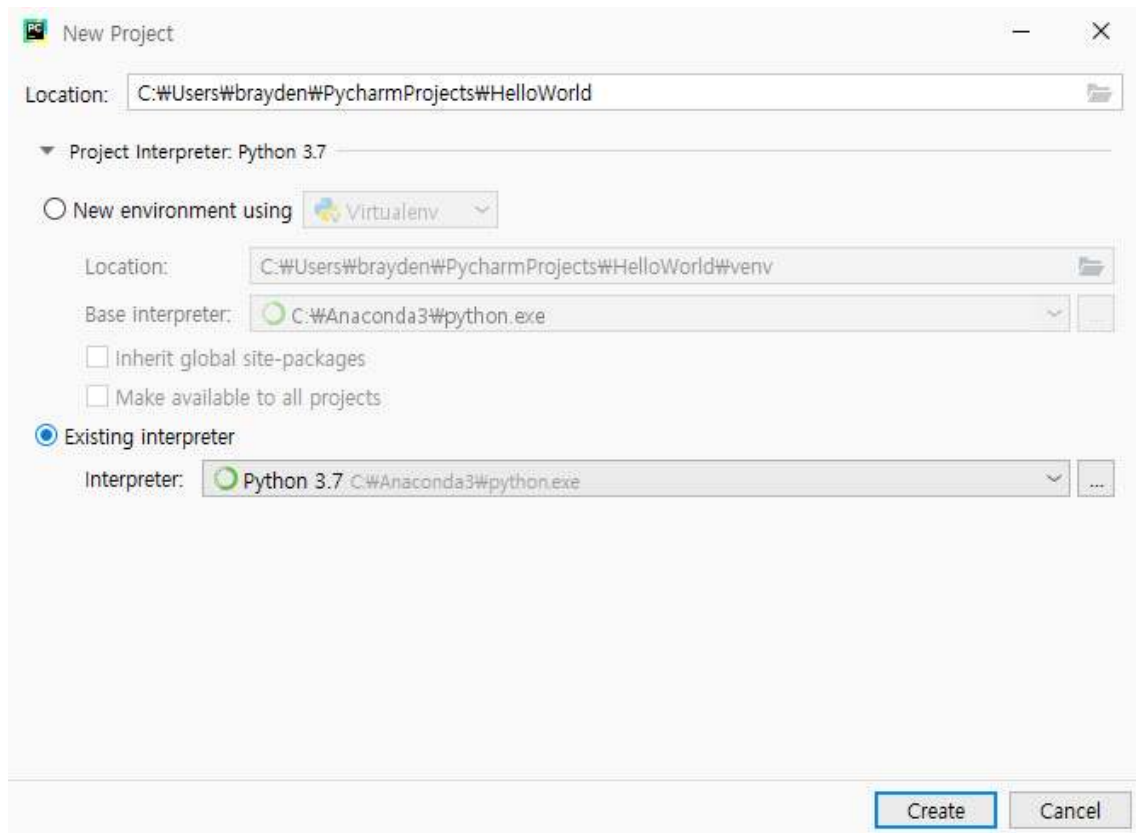 PC New Project
Location: C:₩Users₩brayden₩PycharmProjects₩HelloWorld
Project Interpreter: Python 3.7
New environment using Virtualenv
Location: C:₩Users₩brayden₩PycharmProjects₩HelloWorld₩venv
Base interpreter: C:₩Anaconda3₩python.exe ...
Inherit global site-packages
Make available to all projects
Existing interpreter
Interpreter: Python 3.7 C:₩Anaconda3₩python.exe ...
Create Cancel